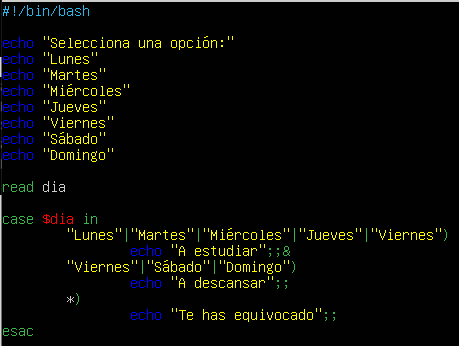 #!/bin/bash
echo "Selecciona una opción:"
echo "Lunes"
echo "Martes"
echo "Miércoles"
echo "Jueves"
echo "Viernes"
echo "Sábado"
echo "Domingo"
read dia
case $dia in
"Lunes"|"Martes"|"Miércoles"|"Jueves"|"Viernes")
echo "A estudiar";;&
"Viernes"|"Sábado"|"Domingo")
echo "A descansar";;
*)
echo "Te has equivocado";;
esac